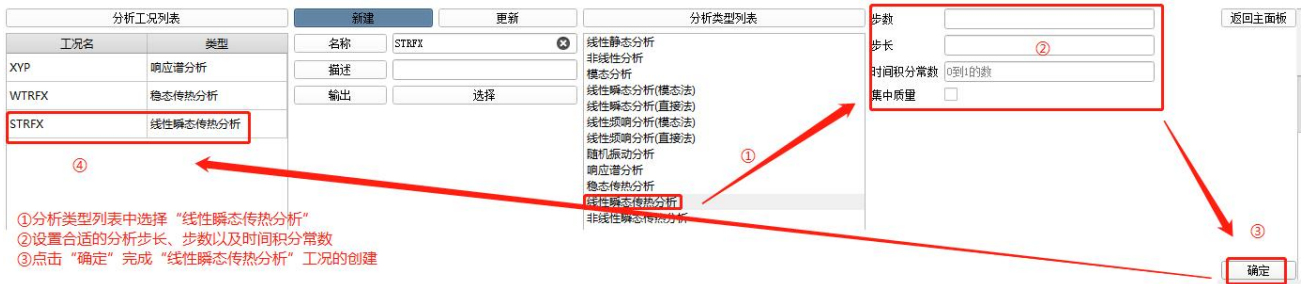 分析工况列表
新建
更新
分析类型列表
步数
返回主面板
工况名
类型
名称
STRFX
线性静态分析
步长
②
XYP
响应谱分析
描述
非线性分析
模态分析
时间积分常数
0到1的数
WTRFX
稳态传热分析
输出
选择
线性瞬态分析(模态法)
集中质量
线性瞬态分析(直接法)
STRFX
线性瞬态传热分析
线性频响分析(模态法)
线性频响分析(直接法)
随机振动分析
①
④
响应谱分析
稳态传热分析
线性瞬态传热分析
非线性瞬态传热分析
①分析类型列表中选择“线性瞬态传热分析”
②设置合适的分析步长、步数以及时间积分常数
③点击“确定”完成“线性瞬态传热分析”工况的创建
③
确定